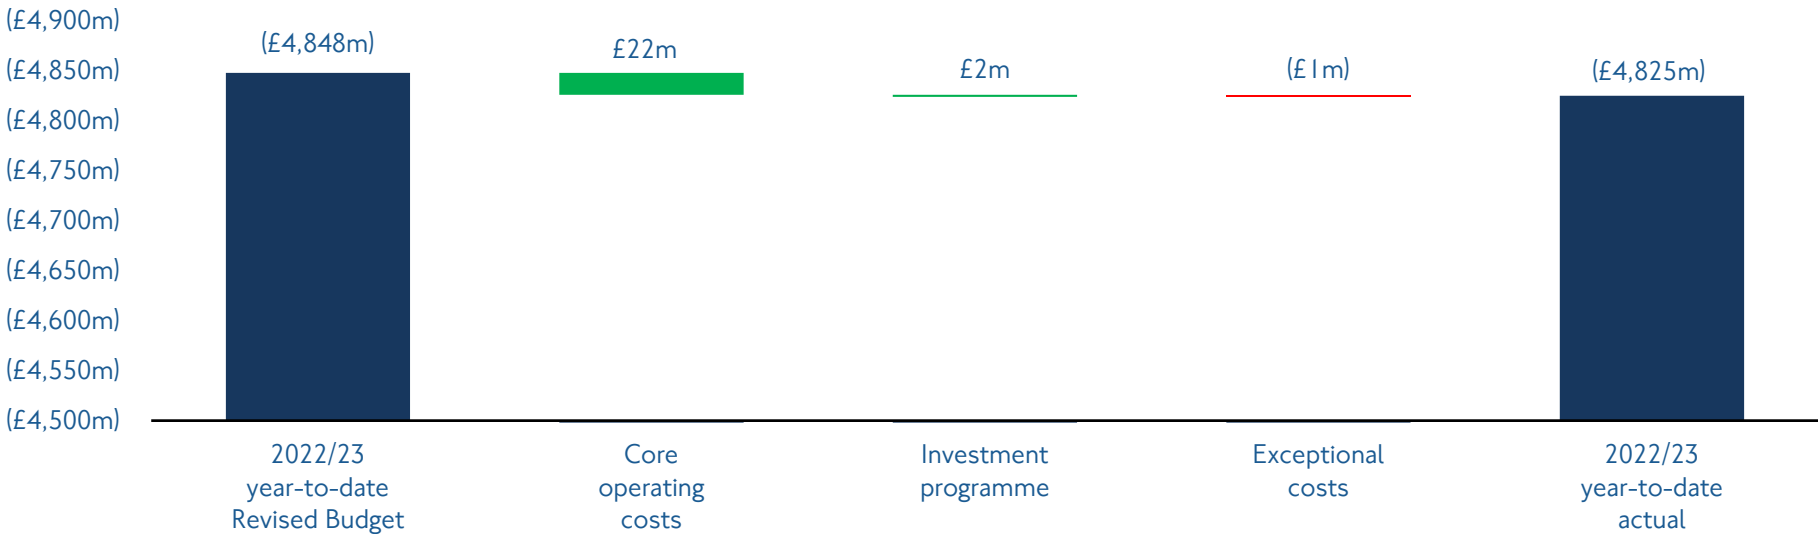 (£4,900m)
(£4,850m)
(£4,800m)
(£4,750m)
(£4,700m)
(£4,650m)
(£4,600m)
(£4,550m)
(£4,500m)
(£4,848m)
£22m
£2m
(£1m)
(£4,825m)
2022/23
year-to-date
Revised Budget
Core
operating
costs
Investment
programme
Exceptional
costs
2022/23
year-to-date
actual